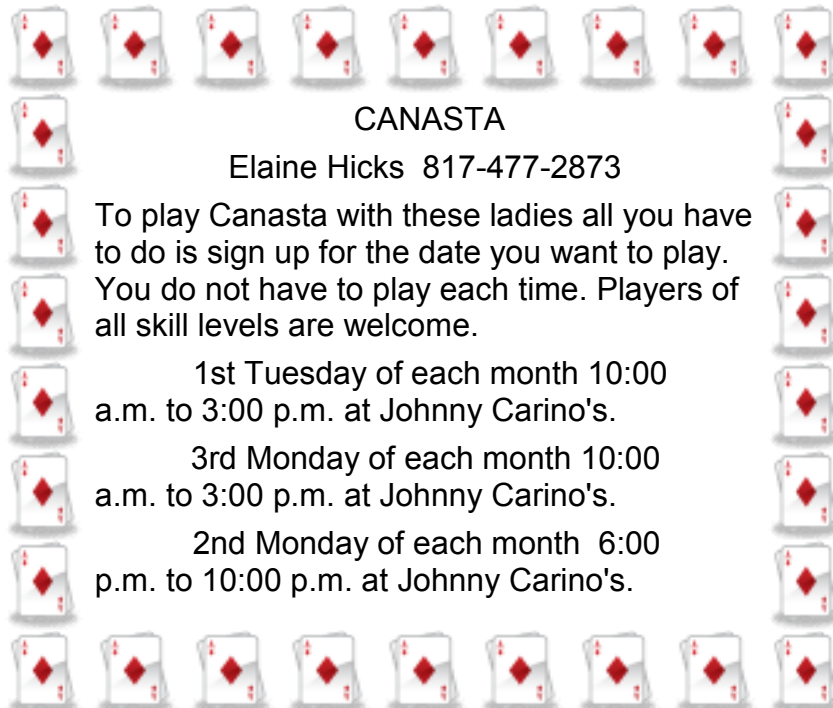 CANASTA
Elaine Hicks  817-477-2873
To play Canasta with these ladies all you have
to do is sign up for the date you want to play.
You do not have to play each time. Players of
all skill levels are welcome.
1st Tuesday of each month 10:00
a.m. to 3:00 p.m. at Johnny Carino's.
3rd Monday of each month 10:00
a.m. to 3:00 p.m. at Johnny Carino's.
2nd Monday of each month  6:00
p.m. to 10:00 p.m. at Johnny Carino's.